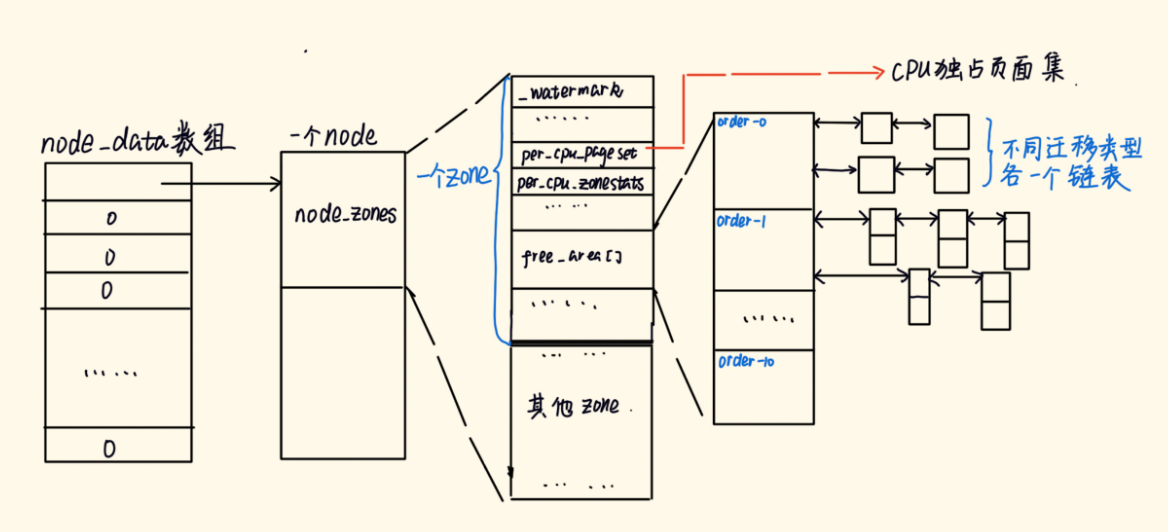 node_data数组
0
0
0
……
0
一个node
node_zones
一个zone
_watermark
……
per_cpu_pageset
per_cpu_zonestats
……
free_area[]
……
……
其他zone.
……
CPU独占页面集
order-0
order-1
……
order-10
不同迁移类型
各一个链表